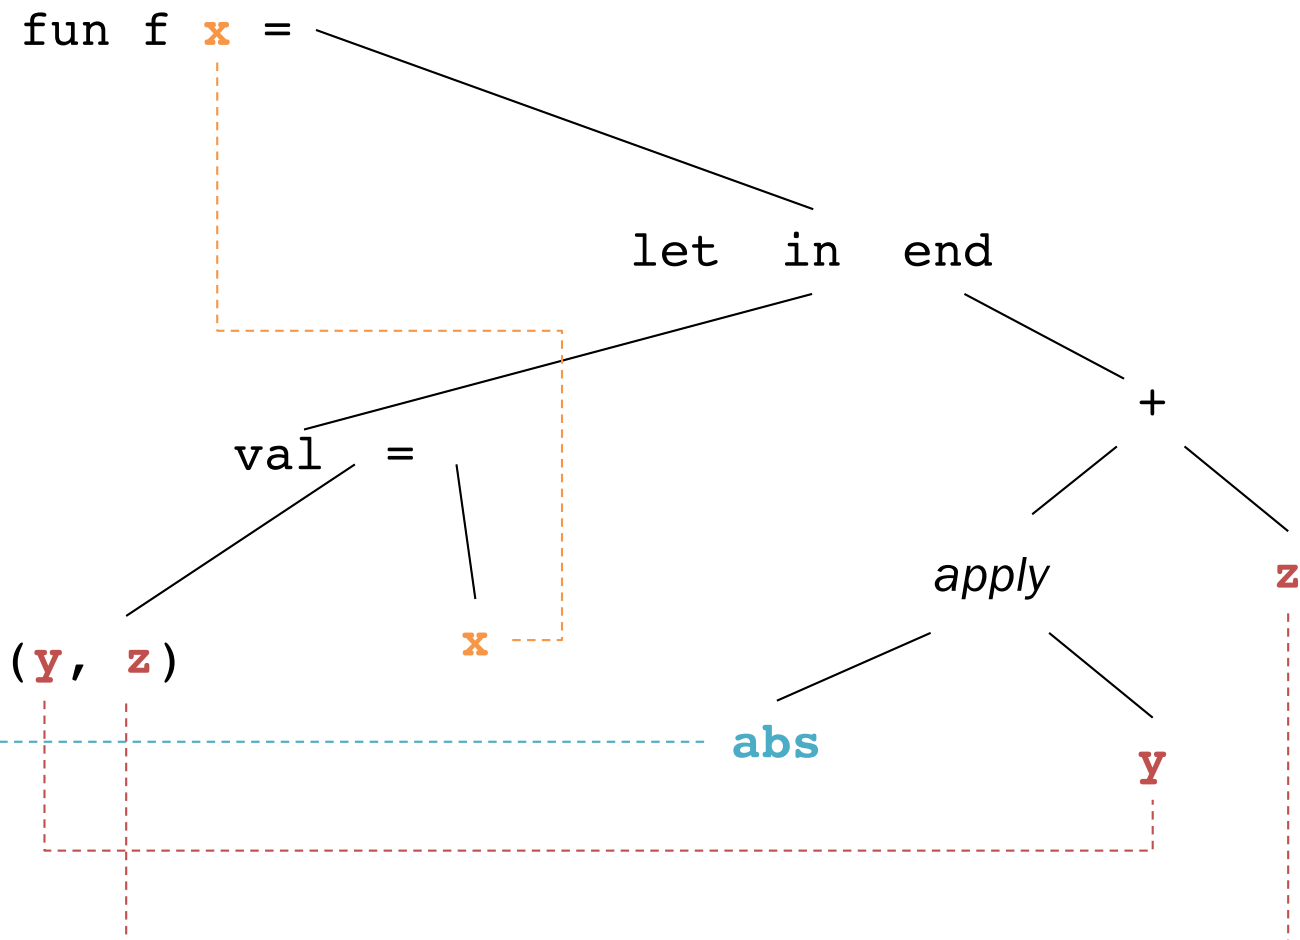 fun f x =
let in end
+
val =
apply
z
x
(y, z)
abs
y